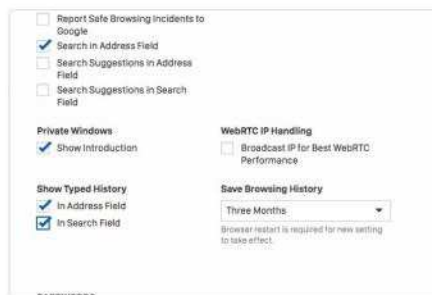 Report Safe Browsing Incidents to
Google
Search in Address Field
Search Suggestions in Address
Field
Search Suggestions in Search
Field
Private Windows
Show Introduction
WebRTC IP Handling
Broadcast IP for Best WebRTC
Performance
Show Typed History
In Address Field
In Search Field
Save Browsing History
Three Months
Browser restart is required for new setting
to take effect.